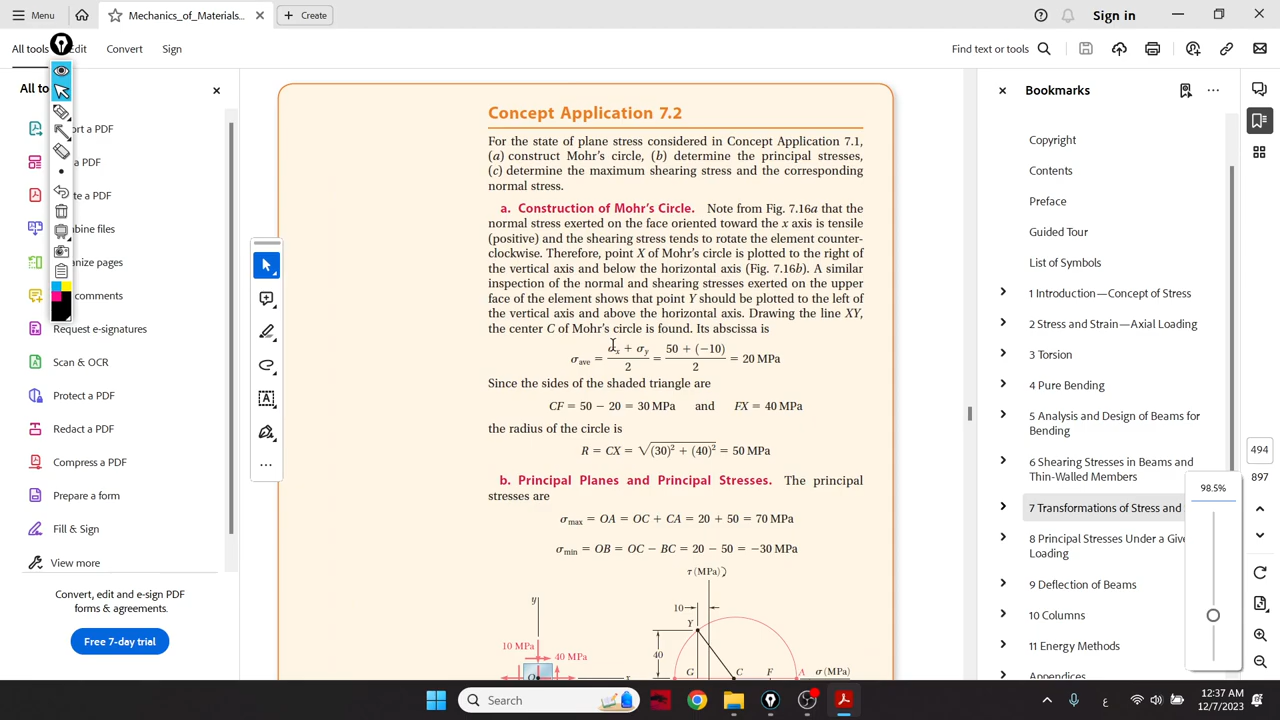 Menu
Mechanics_of_Materials...
Create
Sign in
All tools
Edit
Convert
Sign
Find text or tools
All to
ort a PDF
a PDF
te a PDF
bine files
anize pages
comments
Request e-signatures
Scan & OCR
Protect a PDF
Redact a PDF
Compress a PDF
Prepare a form
Fill & Sign
View more
Convert, edit and e-sign PDF
forms & agreements.
Free 7-day trial
Concept Application 7.2
For the state of plane stress considered in Concept Application 7.1,
(a) construct Mohr's circle, (b) determine the principal stresses,
(c) determine the maximum shearing stress and the corresponding
normal stress.
a. Construction of Mohr's Circle. Note from Fig. 7.16a that the
normal stress exerted on the face oriented toward the x axis is tensile
(positive) and the shearing stress tends to rotate the element counter-
clockwise. Therefore, point X of Mohr's circle is plotted to the right of
the vertical axis and below the horizontal axis (Fig. 7.16b). A similar
inspection of the normal and shearing stresses exerted on the upper
face of the element shows that point Y should be plotted to the left of
the vertical axis and above the horizontal axis. Drawing the line XY,
the center C of Mohr's circle is found. Its abscissa is
σave = (σx + σy)/2 = (50 + (−10))/2 = 20 MPa
Since the sides of the shaded triangle are
CF = 50 − 20 = 30 MPa and FX = 40 MPa
the radius of the circle is
R = CX = √(30)² + (40)² = 50 MPa
b. Principal Planes and Principal Stresses. The principal
stresses are
σmax = OA = OC + CA = 20 + 50 = 70 MPa
σmin = OB = OC − BC = 20 − 50 = −30 MPa
τ (MPa)
y
10
Y
10 MPa
40 MPa
40
G
C
F
A
σ (MPa)
O
x
Bookmarks
Copyright
Contents
Preface
Guided Tour
List of Symbols
1 Introduction—Concept of Stress
2 Stress and Strain—Axial Loading
3 Torsion
4 Pure Bending
5 Analysis and Design of Beams for
Bending
6 Shearing Stresses in Beams and
Thin-Walled Members
7 Transformations of Stress and
8 Principal Stresses Under a Give
Loading
9 Deflection of Beams
10 Columns
11 Energy Methods
Appendices
98.5%
494
897
Search
ع
12:37 AM
12/7/2023